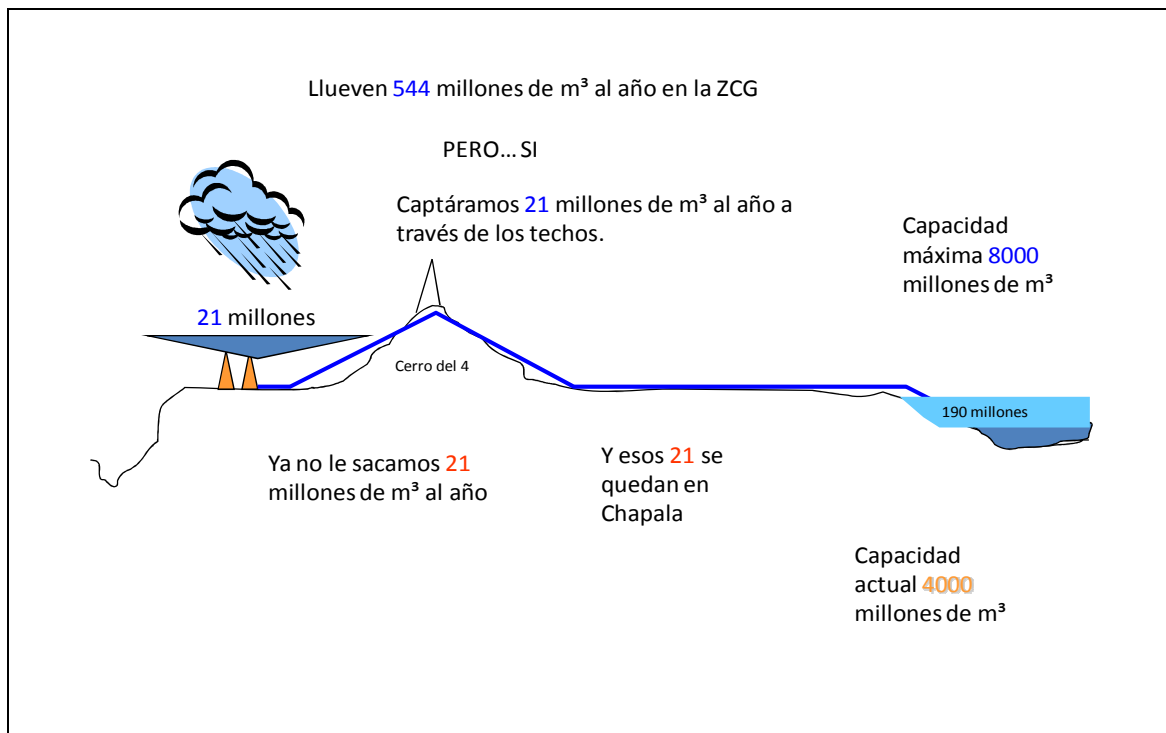 Llueven 544 millones de m³ al año en la ZCG
PERO… SI
Captáramos 21 millones de m³ al año a
través de los techos.
Capacidad
máxima 8000
millones de m³
21 millones
Cerro del 4
190 millones
Ya no le sacamos 21
millones de m³ al año
Y esos 21 se
quedan en
Chapala
Capacidad
actual 4000
millones de m³